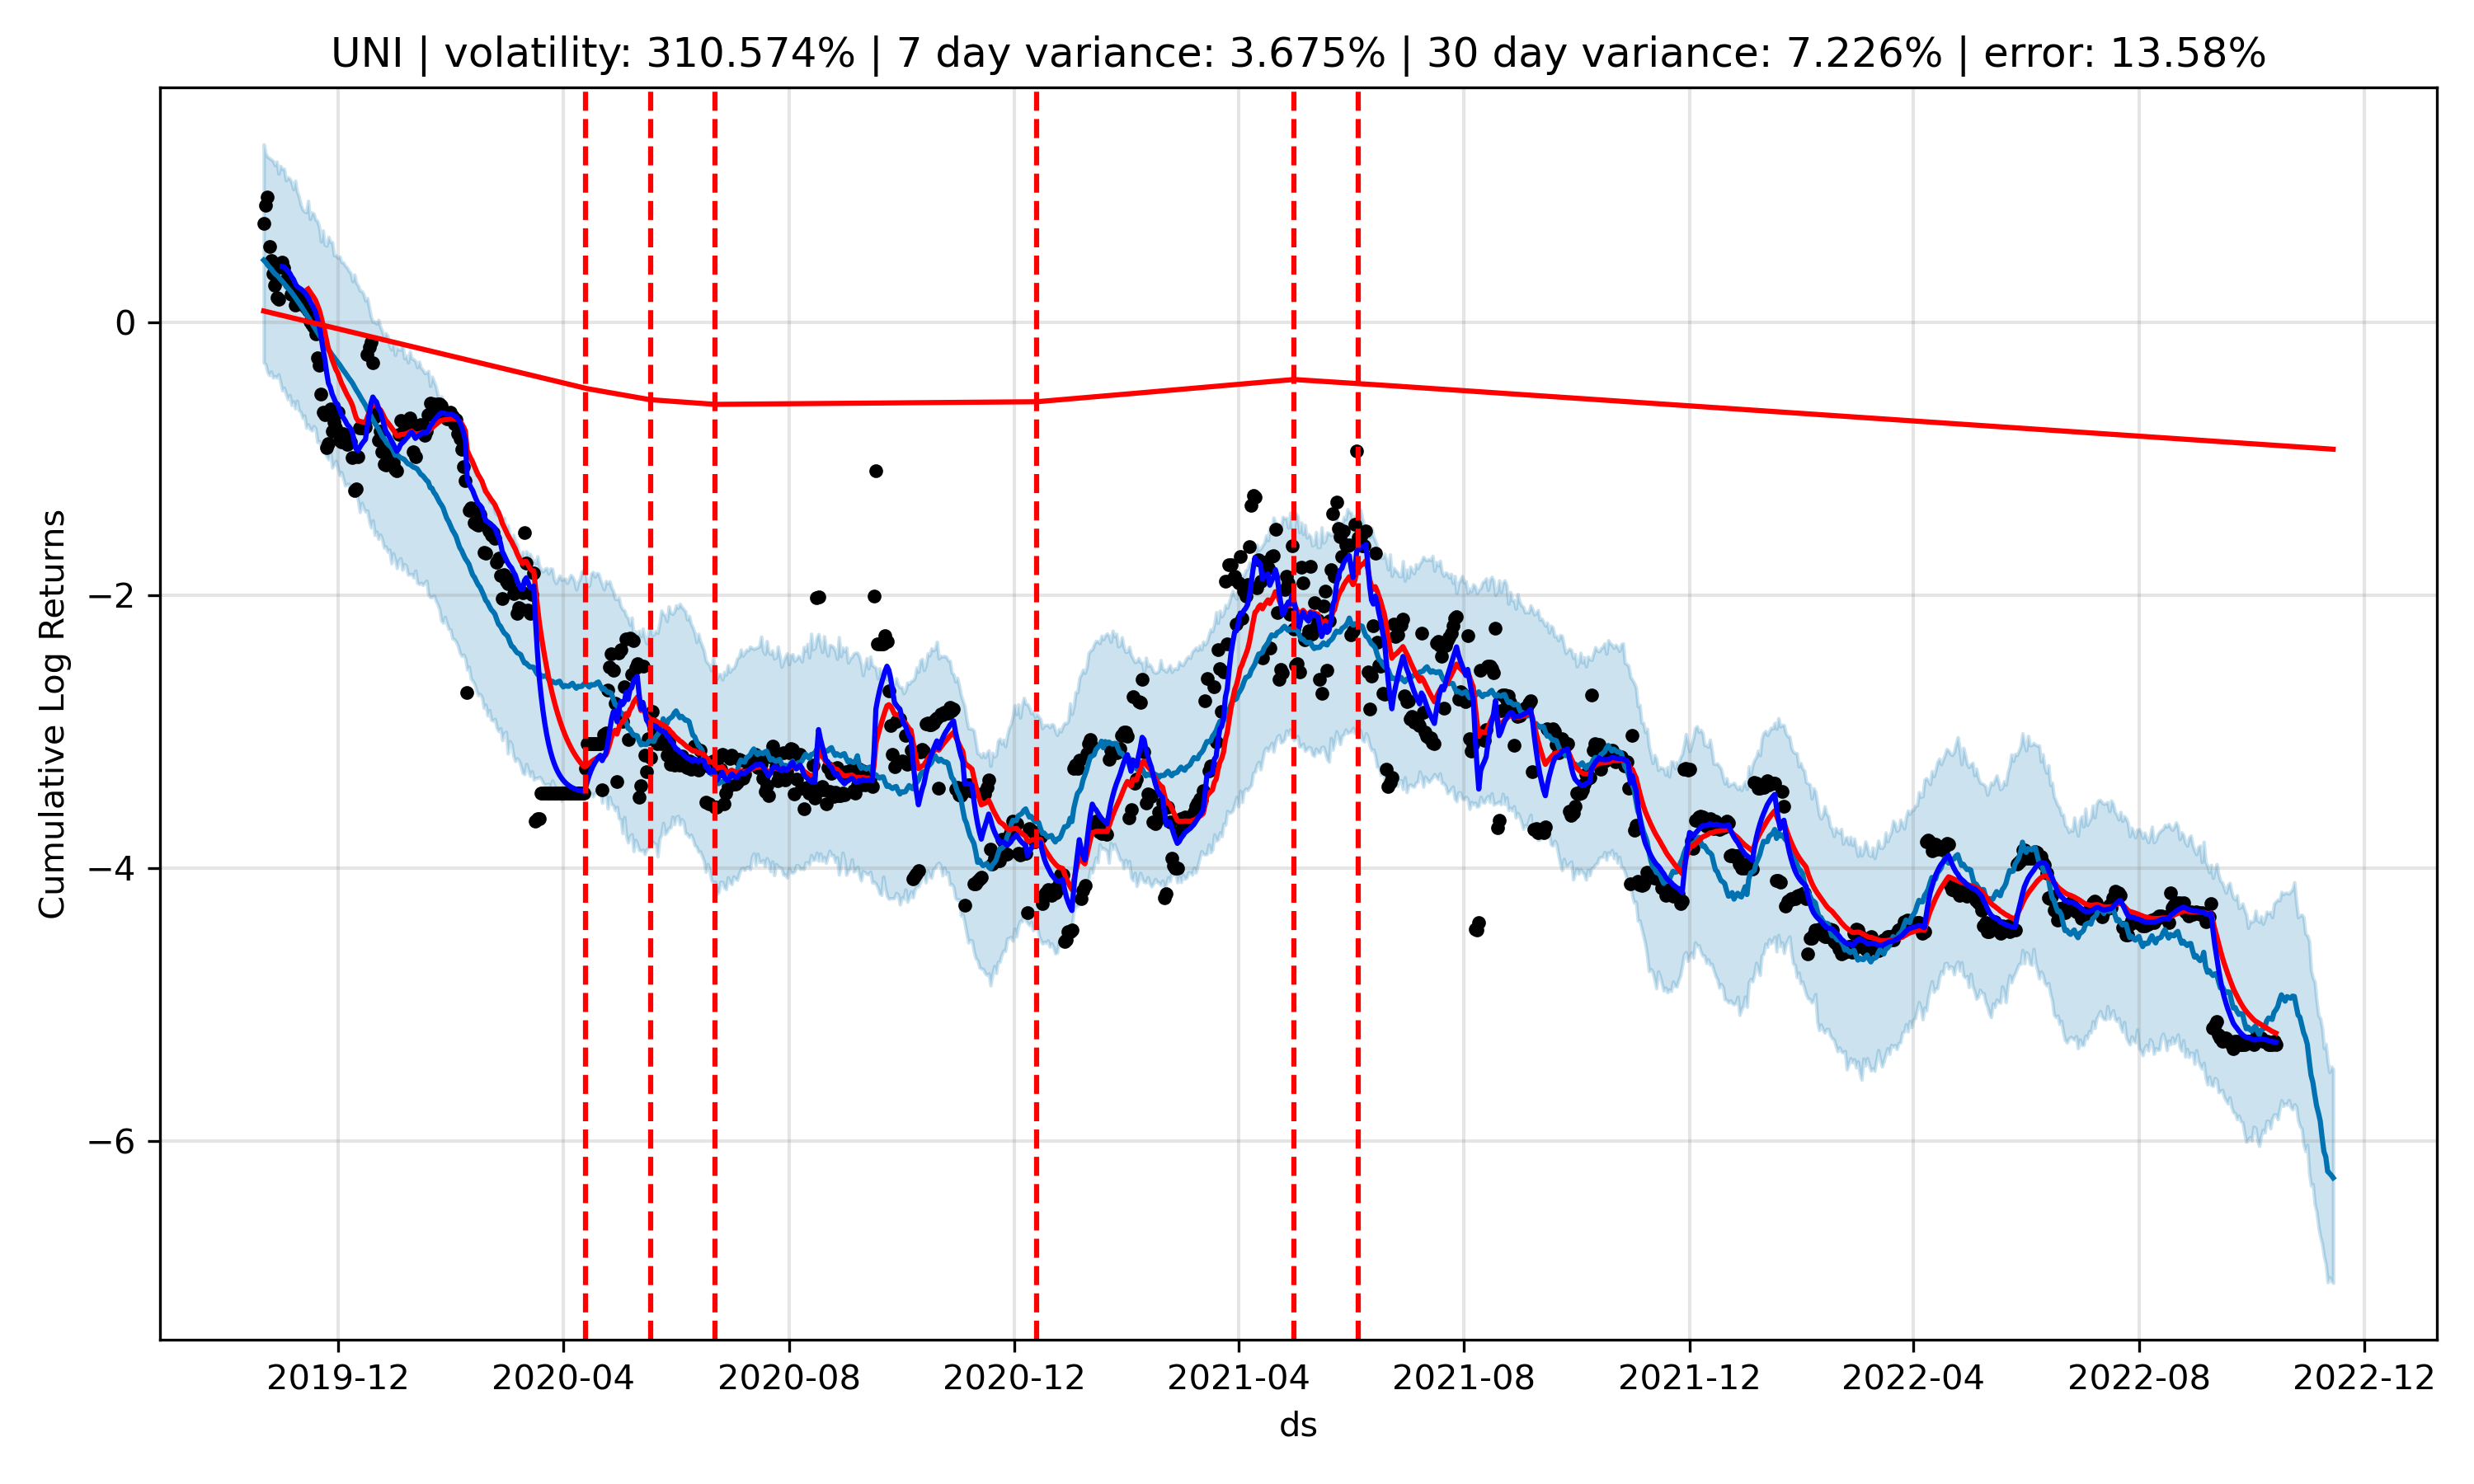 UNI | volatility: 310.574% | 7 day variance: 3.675% | 30 day variance: 7.226% | error: 13.58%
Cumulative Log Returns
0
−2
−4
−6
2019-12 2020-04 2020-08 2020-12 2021-04 2021-08 2021-12 2022-04 2022-08 2022-12
ds